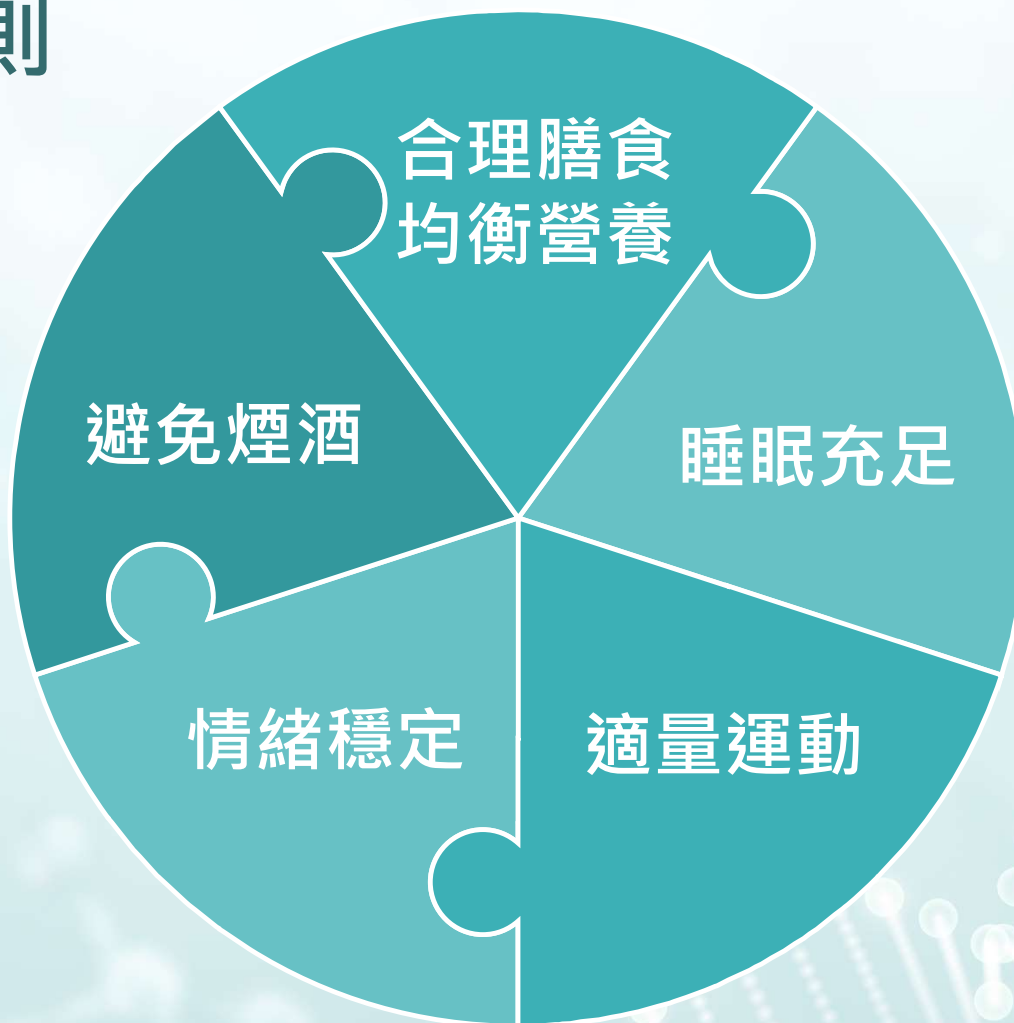 則
合理膳食
均衡營養
避免煙酒
睡眠充足
情緒穩定
適量運動